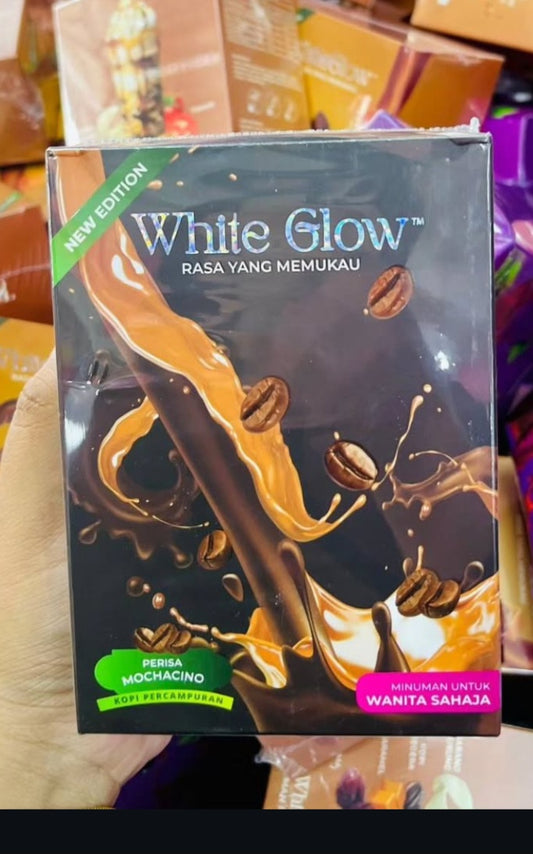 NEW EDITION
White Glow™
RASA YANG MEMUKAU
PERISA
MOCHACINO
KOPI PERCAMPURAN
MINUMAN UNTUK
WANITA SAHAJA